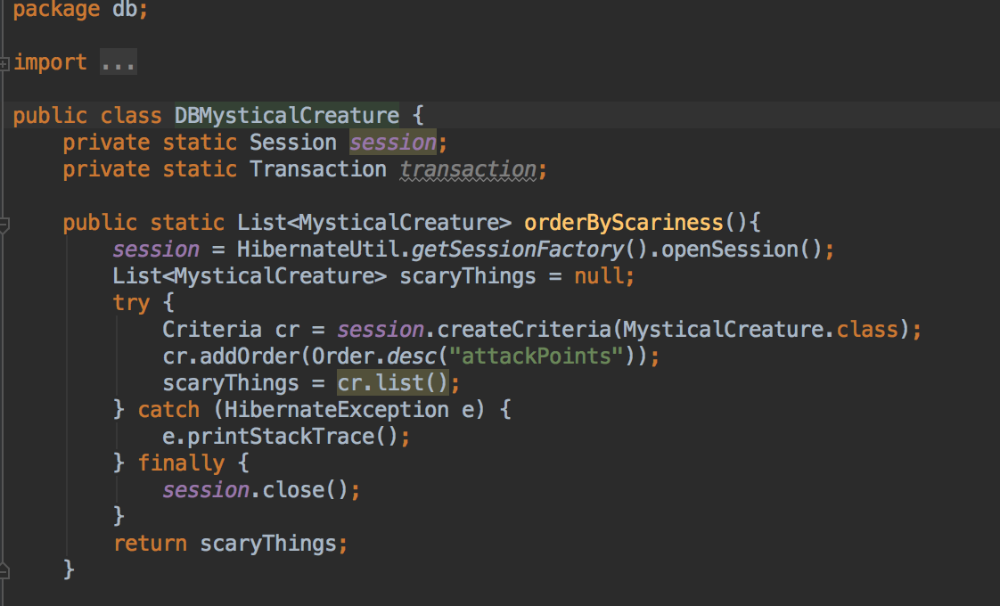 package db;
import ...
public class DBMysticalCreature {
private static Session session;
private static Transaction transaction;
public static List<MysticalCreature> orderByScariness(){
session = HibernateUtil.getSessionFactory().openSession();
List<MysticalCreature> scaryThings = null;
try {
Criteria cr = session.createCriteria(MysticalCreature.class);
cr.addOrder(Order.desc("attackPoints"));
scaryThings = cr.list();
} catch (HibernateException e) {
e.printStackTrace();
} finally {
session.close();
}
return scaryThings;
}